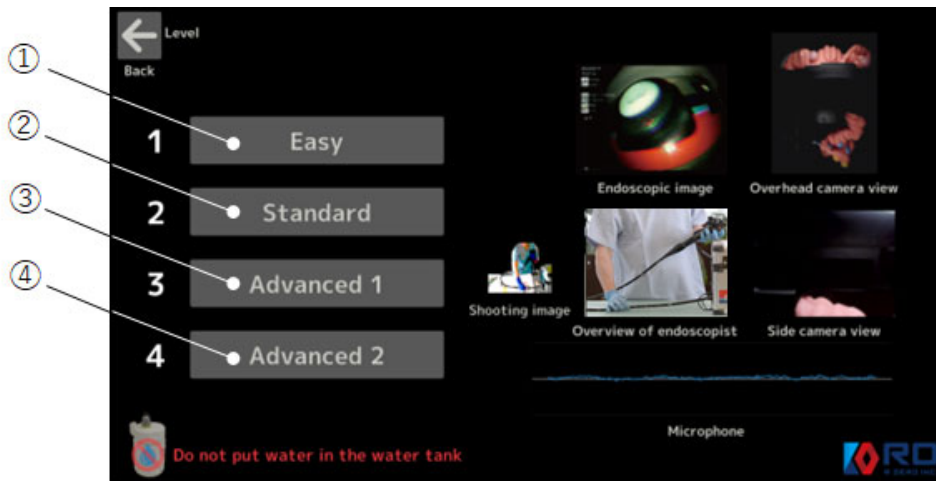 Level
Back
①
②
③
④
1 Easy
2 Standard
3 Advanced 1
4 Advanced 2
Endoscopic image
Overhead camera view
Shooting image
Overview of endoscopist
Side camera view
Microphone
Do not put water in the water tank
RD